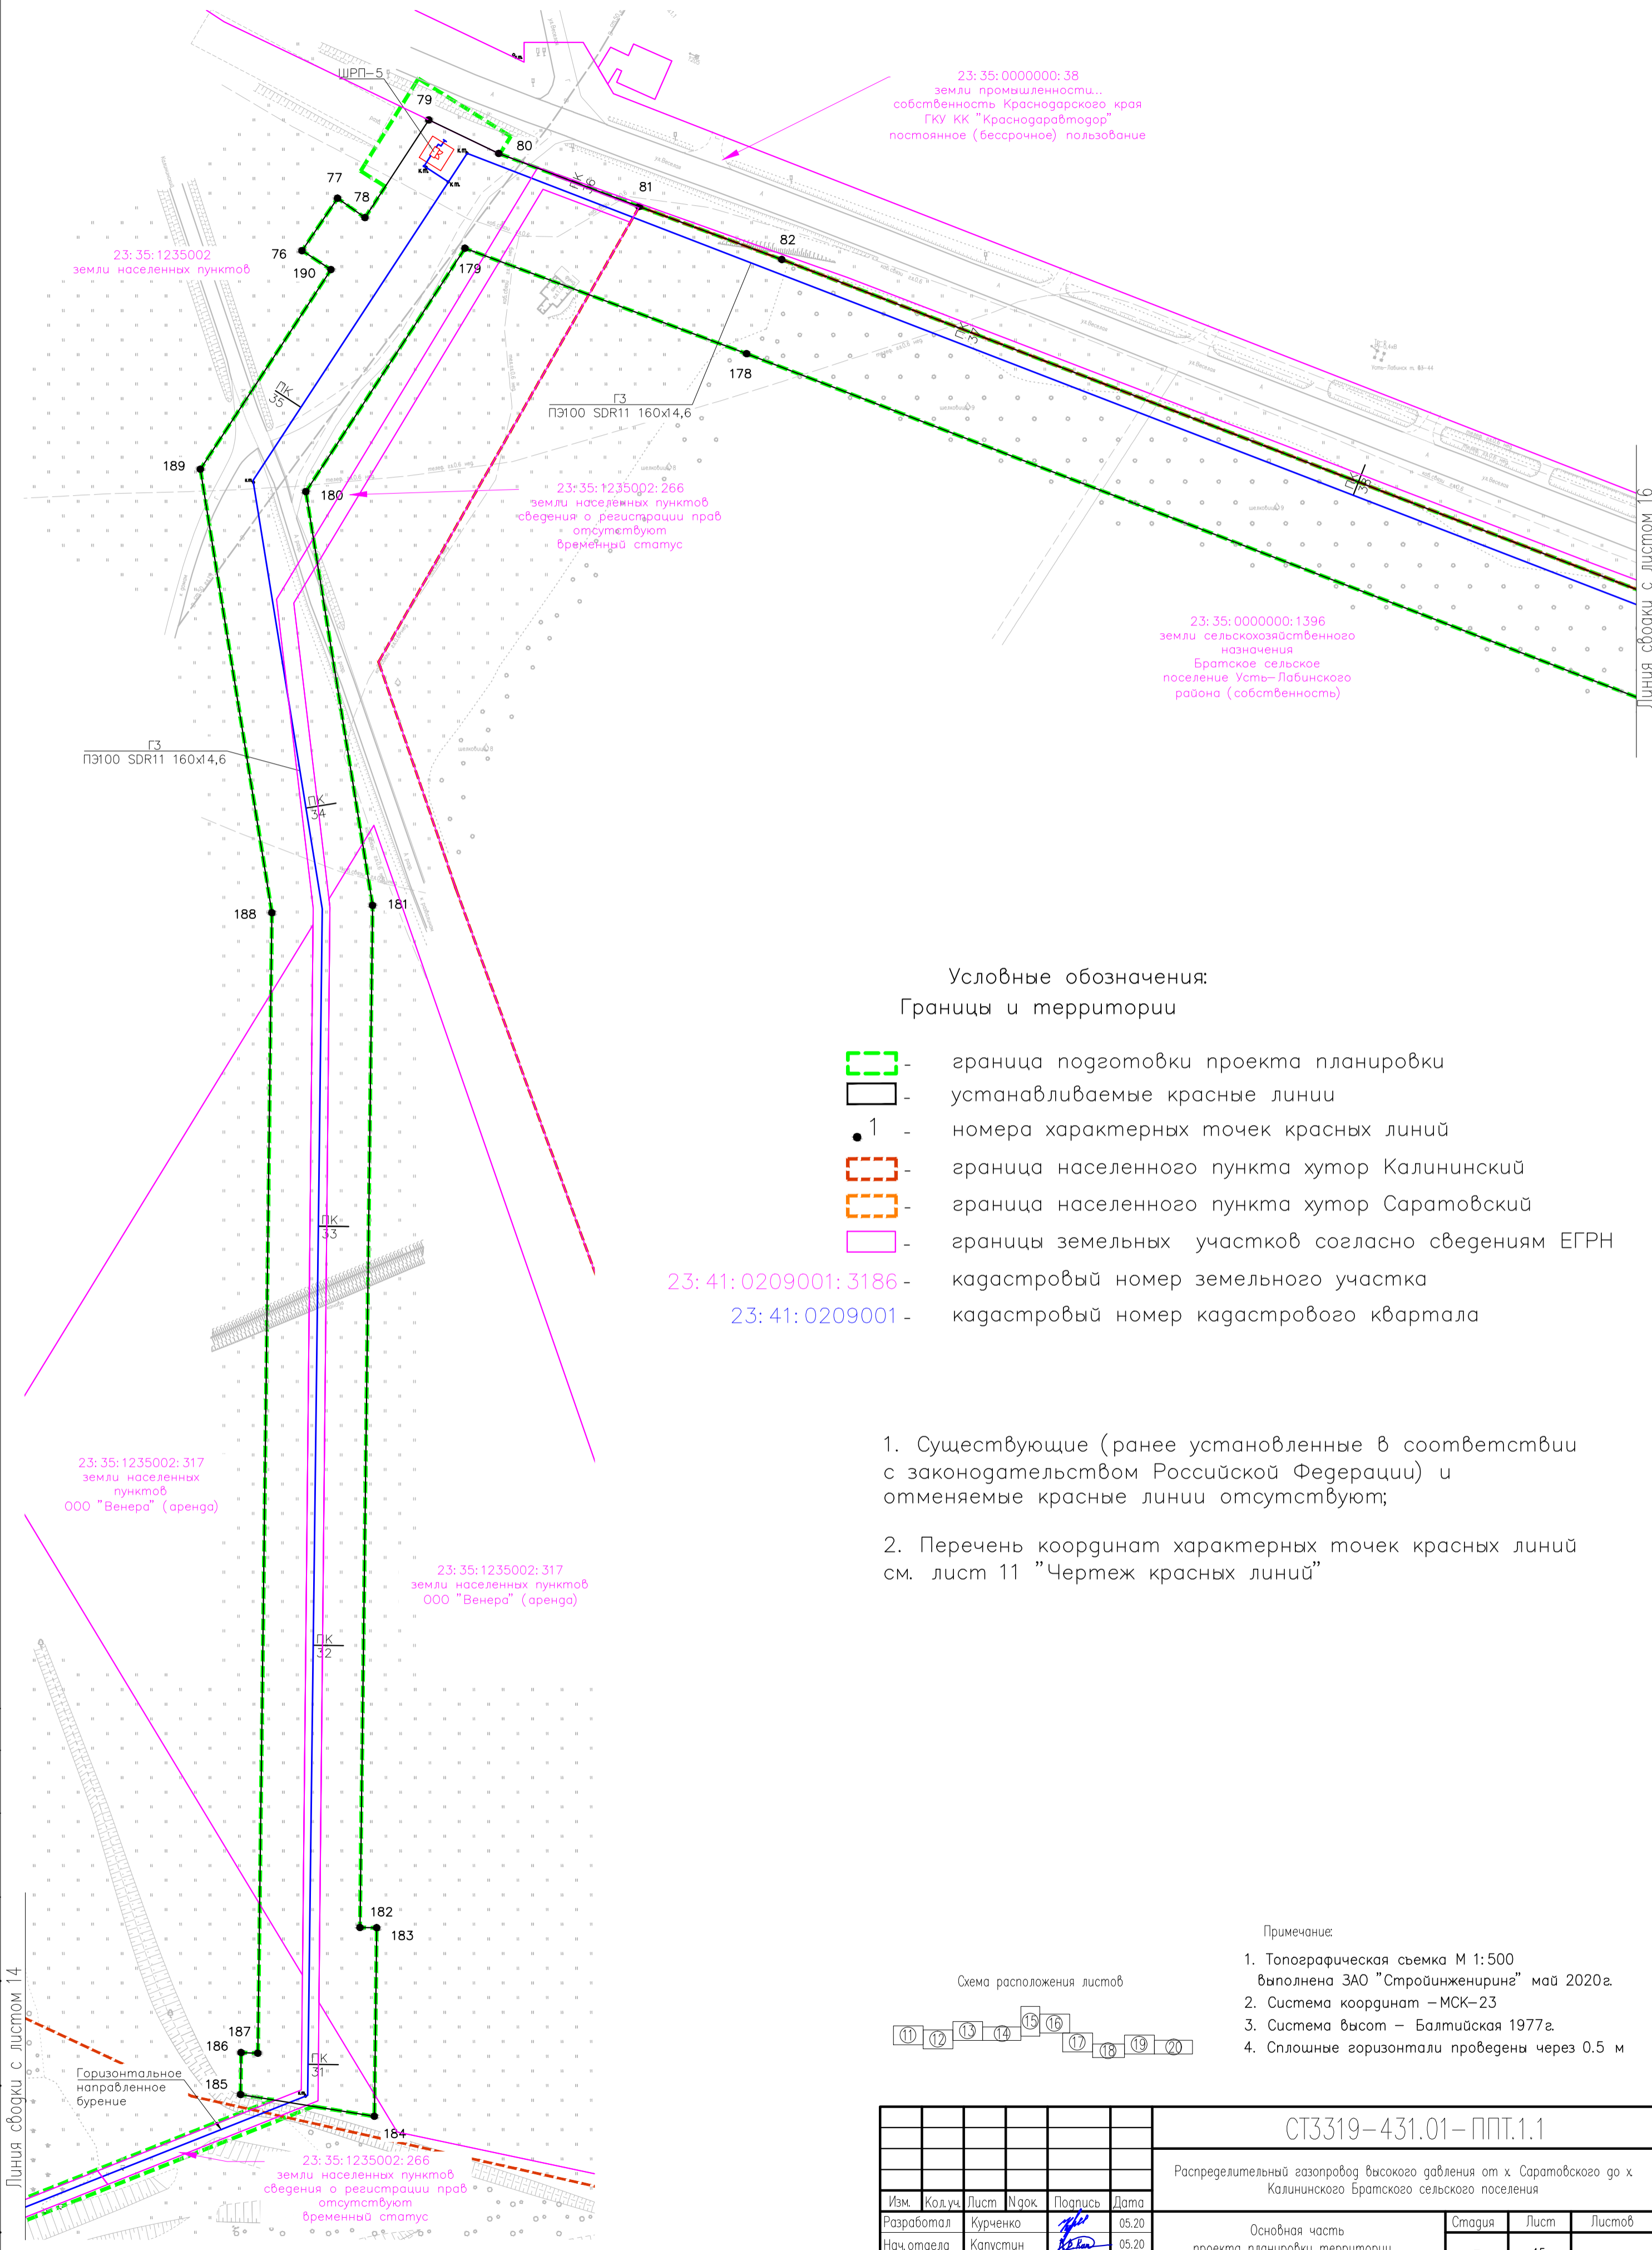 ШРП-5
79
80
81
82
77
78
76
190
179
178
189
180
188
181
23:35:0000000:38
земли промышленности...
собственность Краснодарского края
ГКУ КК "Краснодаравтодор"
постоянное (бессрочное) пользование
23:35:1235002
земли населенных пунктов
ПК
36
ПК
37
ПК
38
ПК
35
Г3
ПЭ100 SDR11 160х14,6
23:35:1235002:266
земли населенных пунктов
сведения о регистрации прав
отсутствуют
временный статус
23:35:0000000:1396
земли сельскохозяйственного
назначения
Братское сельское
поселение Усть-Лабинского
района (собственность)
Линия сводки с листом 16
Г3
ПЭ100 SDR11 160х14,6
ПК
34
ПК
33
Условные обозначения:
Границы и территории
- граница подготовки проекта планировки
- устанавливаемые красные линии
1 - номера характерных точек красных линий
- граница населенного пункта хутор Калининский
- граница населенного пункта хутор Саратовский
- границы земельных участков согласно сведениям ЕГРН
23:41:0209001:3186 - кадастровый номер земельного участка
23:41:0209001 - кадастровый номер кадастрового квартала
1. Существующие (ранее установленные в соответствии
с законодательством Российской Федерации) и
отменяемые красные линии отсутствуют;
2. Перечень координат характерных точек красных линий
см. лист 11 "Чертеж красных линий"
23:35:1235002:317
земли населенных
пунктов
ООО "Венера" (аренда)
23:35:1235002:317
земли населенных пунктов
ООО "Венера" (аренда)
ПК
32
182
183
187
186
185
184
ПК
31
Горизонтальное
направленное
бурение
Линия сводки с листом 14
23:35:1235002:266
земли населенных пунктов
сведения о регистрации прав
отсутствуют
временный статус
Схема расположения листов
11 12 13 14 15 16 17 18 19 20
Примечание:
1. Топографическая съемка М 1:500
выполнена ЗАО "Стройинжениринг" май 2020г.
2. Система координат -МСК-23
3. Система высот - Балтийская 1977г.
4. Сплошные горизонтали проведены через 0.5 м
СТ3319-431.01-ППТ.1.1
Распределительный газопровод высокого давления от х. Саратовского до х.
Калининского Братского сельского поселения
Изм. Кол.уч. Лист Nдок. Подпись Дата
Разработал Курченко 05.20
Нач.отдела Капустин 05.20
Основная часть
проекта планировки территории
Стадия Лист Листов